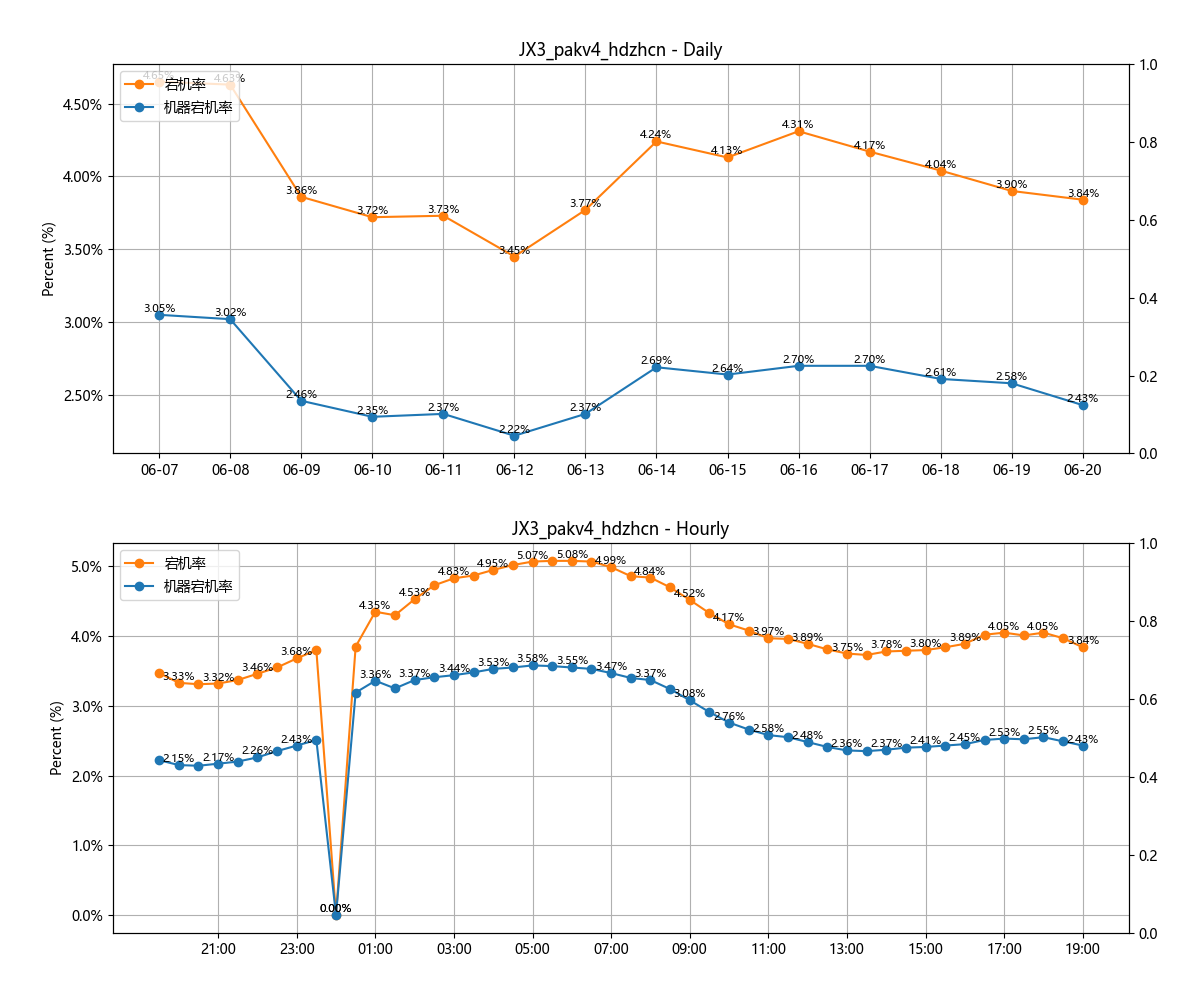 JX3_pakv4_hdzhcn - Daily
宕机率
机器宕机率
Percent (%)
4.50%
4.00%
3.50%
3.00%
2.50%
1.0
0.8
0.6
0.4
0.2
0.0
4.65% 4.63% 3.86% 3.72% 3.73% 3.45% 3.77% 4.24% 4.13% 4.31% 4.17% 4.04% 3.90% 3.84%
3.05% 3.02% 2.46% 2.35% 2.37% 2.22% 2.37% 2.69% 2.64% 2.70% 2.70% 2.61% 2.58% 2.43%
06-07 06-08 06-09 06-10 06-11 06-12 06-13 06-14 06-15 06-16 06-17 06-18 06-19 06-20
JX3_pakv4_hdzhcn - Hourly
宕机率
机器宕机率
Percent (%)
5.0%
4.0%
3.0%
2.0%
1.0%
0.0%
1.0
0.8
0.6
0.4
0.2
0.0
3.33% 3.32% 3.46% 3.68% 0.00% 4.35% 4.53% 4.83% 4.95% 5.07% 5.08% 4.99% 4.84% 4.52% 4.17% 3.97% 3.89% 3.75% 3.78% 3.80% 3.89% 4.05% 4.05% 3.84%
2.15% 2.17% 2.26% 2.43% 0.00% 3.36% 3.37% 3.44% 3.53% 3.58% 3.55% 3.47% 3.37% 3.08% 2.76% 2.58% 2.48% 2.36% 2.37% 2.41% 2.45% 2.53% 2.55% 2.43%
21:00 23:00 01:00 03:00 05:00 07:00 09:00 11:00 13:00 15:00 17:00 19:00